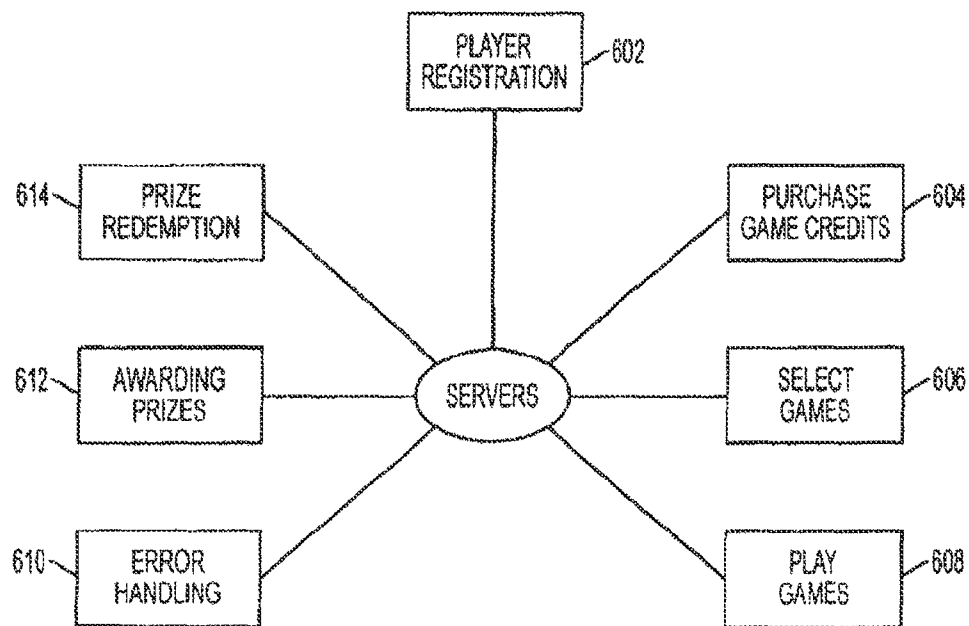 PLAYER
REGISTRATION
602
614
PRIZE
REDEMPTION
PURCHASE
GAME CREDITS
604
612
AWARDING
PRIZES
SERVERS
SELECT
GAMES
606
610
ERROR
HANDLING
PLAY
GAMES
608